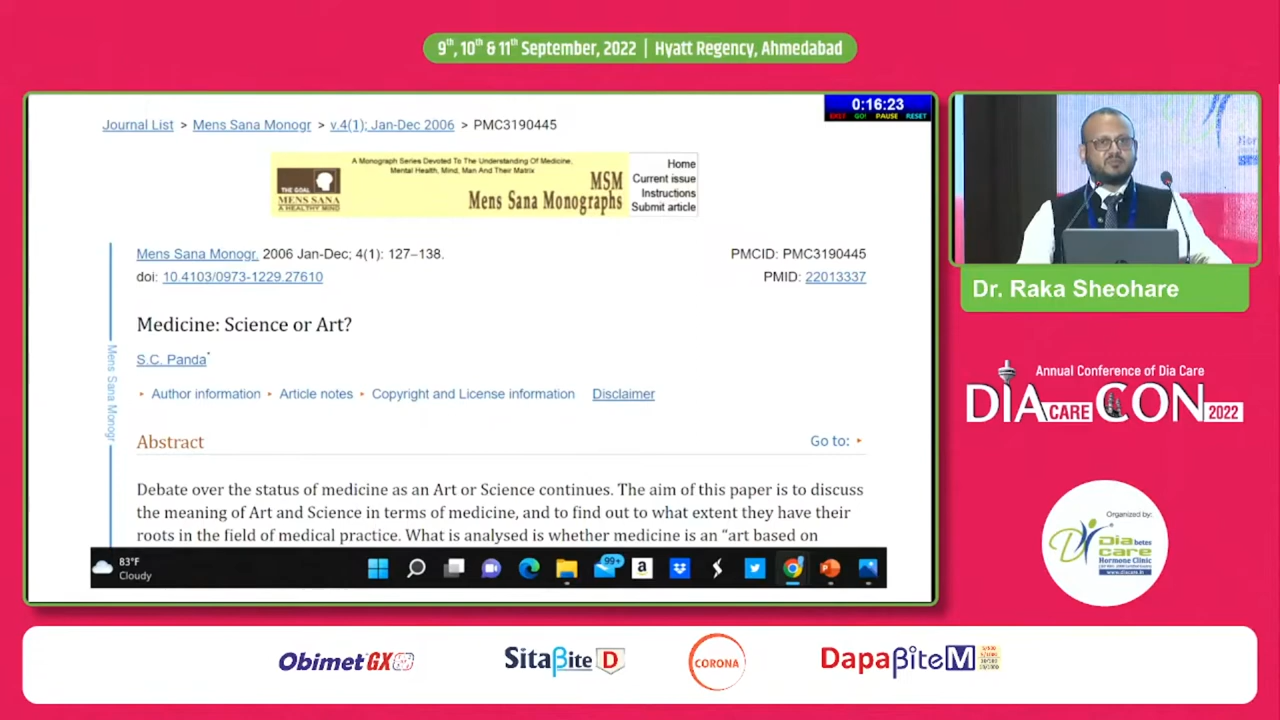 9th, 10th & 11th September, 2022 | Hyatt Regency, Ahmedabad
Journal List > Mens Sana Monogr > v.4(1); Jan-Dec 2006 > PMC3190445
0:16:23
EXIT GO! PAUSE RESET
A Monograph Series Devoted To The Understanding Of Medicine,
Mental Health, Mind, Man And Their Matrix
THE GOAL
MENS SANA
A HEALTHY MIND
MSM
Mens Sana Monographs
Home
Current issue
Instructions
Submit article
Mens Sana Monogr. 2006 Jan-Dec; 4(1): 127–138.
PMCID: PMC3190445
doi: 10.4103/0973-1229.27610
PMID: 22013337
Medicine: Science or Art?
S.C. Panda*
Mens Sana Monogr
Author information Article notes Copyright and License information Disclaimer
Abstract
Go to:
Debate over the status of medicine as an Art or Science continues. The aim of this paper is to discuss
the meaning of Art and Science in terms of medicine, and to find out to what extent they have their
roots in the field of medical practice. What is analysed is whether medicine is an “art based on
83°F
Cloudy
99+
a
Dr. Raka Sheohare
Annual Conference of Dia Care
DIA CARE CON 2022
Organized by:
Diabetes
care
Hormone Clinic
Obimet GX
SitaBite D
CORONA
DapaBite M